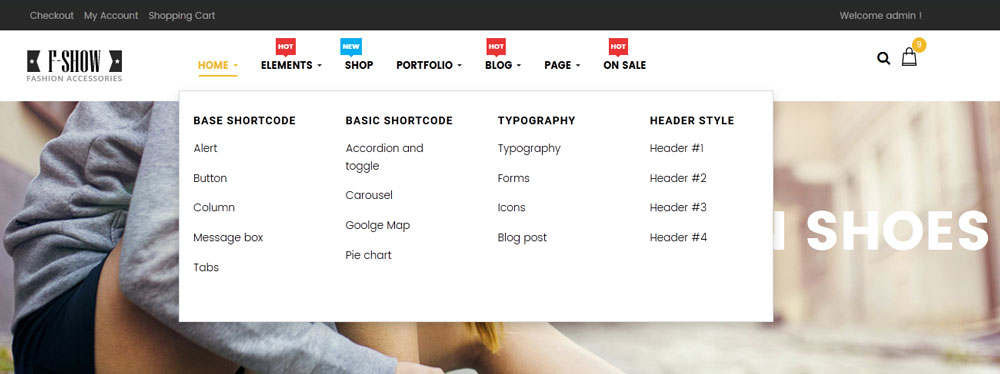 Checkout My Account Shopping Cart Welcome admin !
HOT NEW HOT HOT
9
F-SHOW
FASHION ACCESSORIES
HOME ELEMENTS SHOP PORTFOLIO BLOG PAGE ON SALE
BASE SHORTCODE
Alert
Button
Column
Message box
Tabs
BASIC SHORTCODE
Accordion and
toggle
Carousel
Goolge Map
Pie chart
TYPOGRAPHY
Typography
Forms
Icons
Blog post
HEADER STYLE
Header #1
Header #2
Header #3
Header #4
SHOES